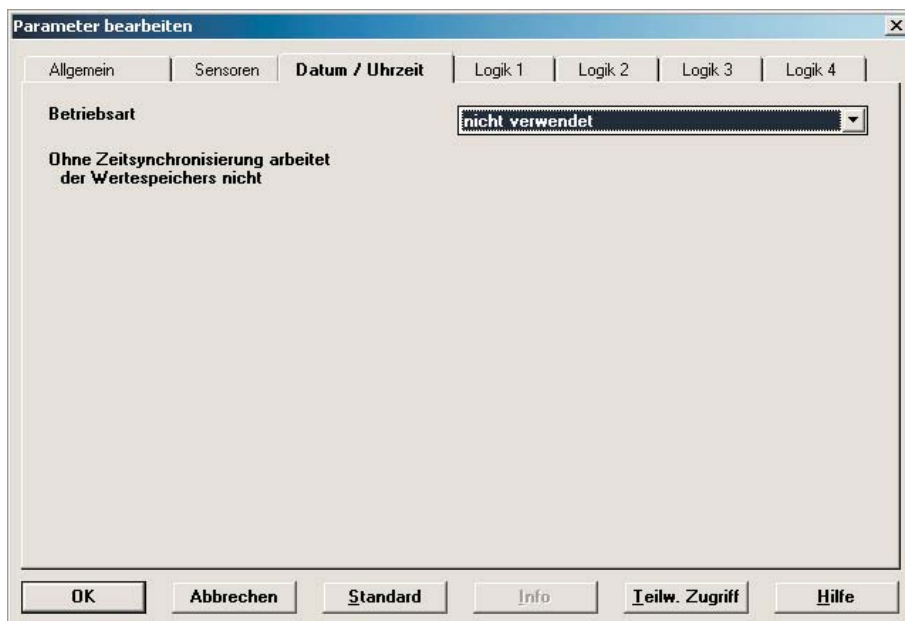 Parameter bearbeiten
Allgemein Sensoren Datum / Uhrzeit Logik 1 Logik 2 Logik 3 Logik 4
Betriebsart nicht verwendet
Ohne Zeitsynchronisierung arbeitet
der Wertespeichers nicht
OK Abbrechen Standard Info Teilw. Zugriff Hilfe